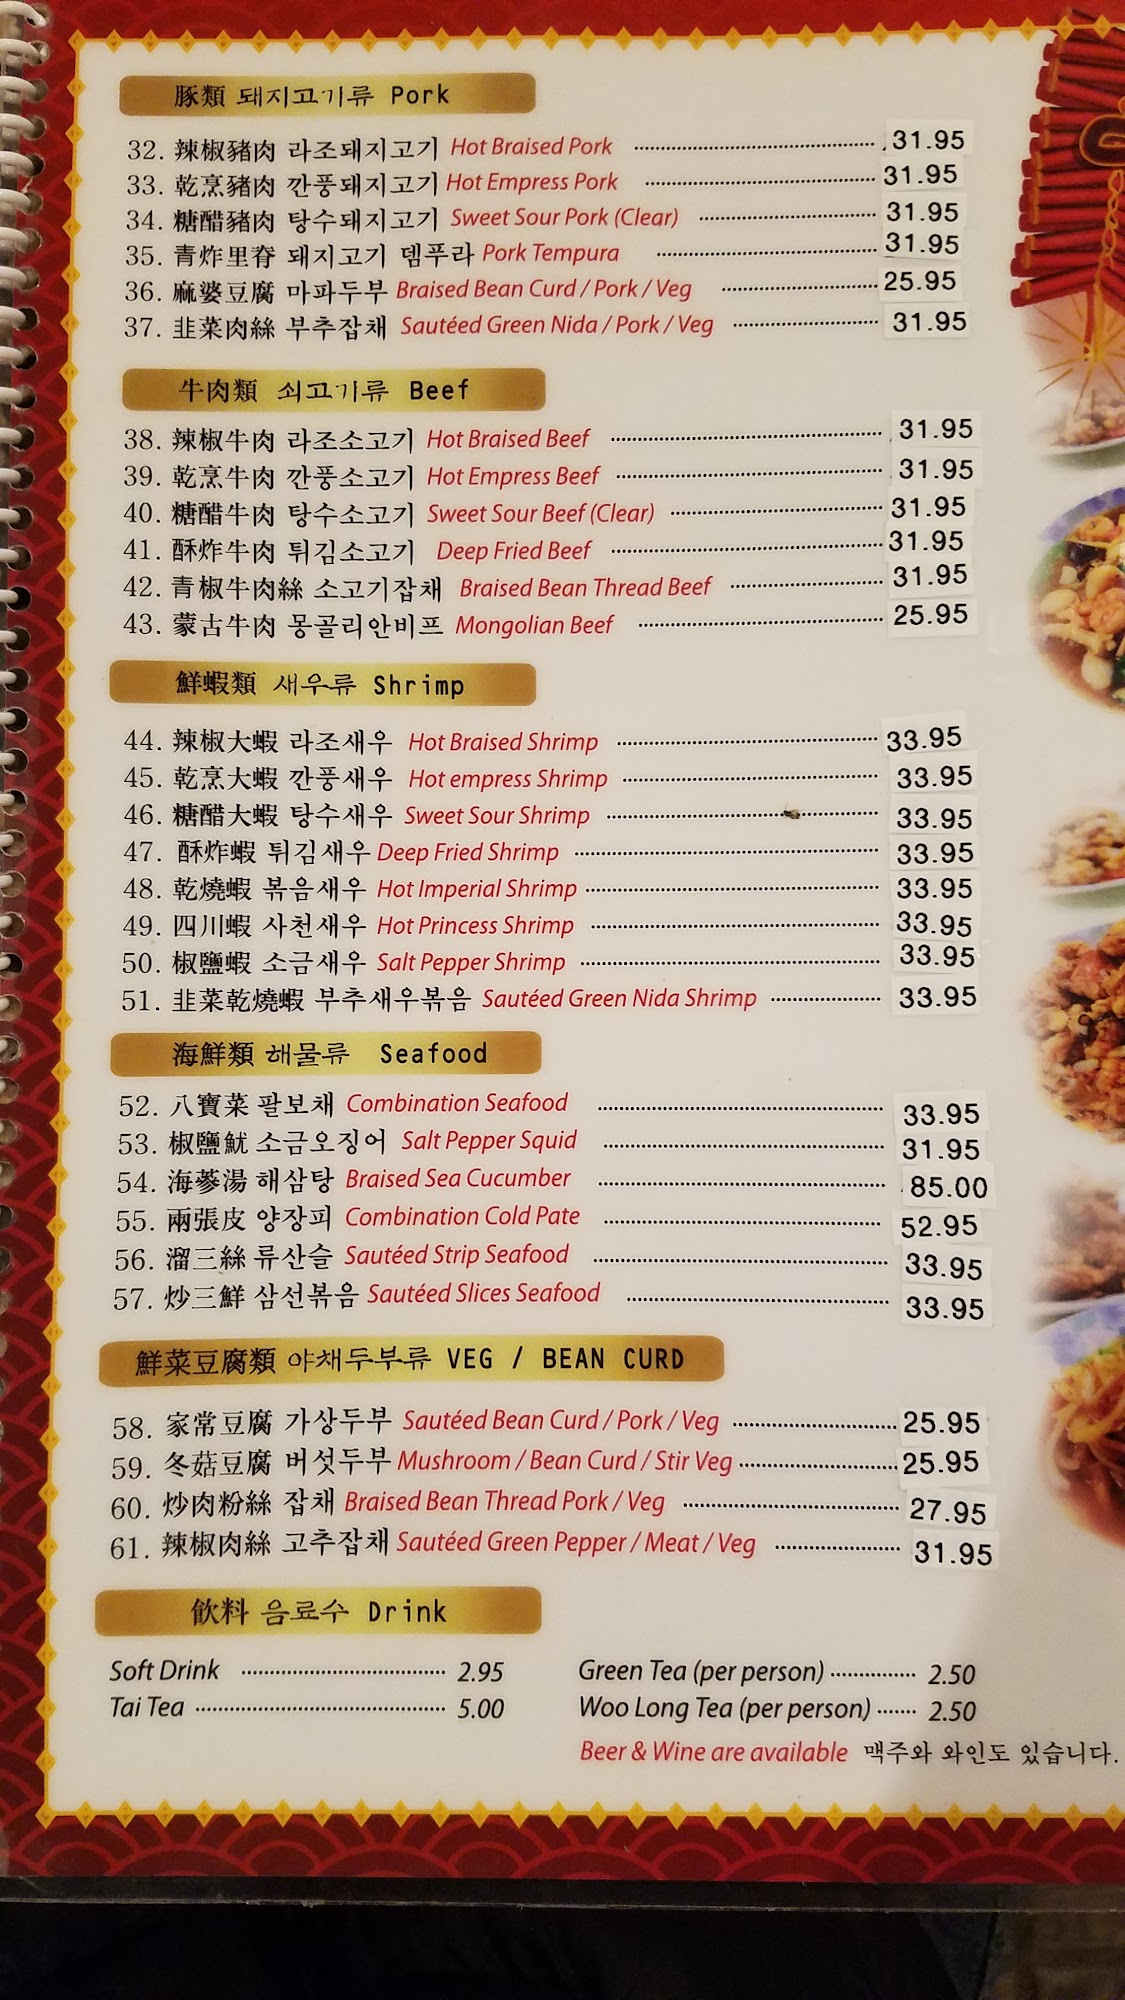 豚類 돼지고기류 Pork
32. 辣椒豬肉 라조돼지고기 Hot Braised Pork 31.95
33. 乾烹豬肉 깐풍돼지고기 Hot Empress Pork 31.95
34. 糖醋豬肉 탕수돼지고기 Sweet Sour Pork (Clear) 31.95
35. 青炸里脊 돼지고기 뎀푸라 Pork Tempura 31.95
36. 麻婆豆腐 마파두부 Braised Bean Curd / Pork / Veg 25.95
37. 韭菜肉絲 부추잡채 Sautéed Green Nida / Pork / Veg 31.95
牛肉類 쇠고기류 Beef
38. 辣椒牛肉 라조소고기 Hot Braised Beef 31.95
39. 乾烹牛肉 깐풍소고기 Hot Empress Beef 31.95
40. 糖醋牛肉 탕수소고기 Sweet Sour Beef (Clear) 31.95
41. 酥炸牛肉 튀김소고기 Deep Fried Beef 31.95
42. 青椒牛肉絲 소고기잡채 Braised Bean Thread Beef 31.95
43. 蒙古牛肉 몽골리안비프 Mongolian Beef 25.95
鮮蝦類 새우류 Shrimp
44. 辣椒大蝦 라조새우 Hot Braised Shrimp 33.95
45. 乾烹大蝦 깐풍새우 Hot empress Shrimp 33.95
46. 糖醋大蝦 탕수새우 Sweet Sour Shrimp 33.95
47. 酥炸蝦 튀김새우 Deep Fried Shrimp 33.95
48. 乾燒蝦 볶음새우 Hot Imperial Shrimp 33.95
49. 四川蝦 사천새우 Hot Princess Shrimp 33.95
50. 椒鹽蝦 소금새우 Salt Pepper Shrimp 33.95
51. 韭菜乾燒蝦 부추새우볶음 Sautéed Green Nida Shrimp 33.95
海鮮類 해물류 Seafood
52. 八寶菜 팔보채 Combination Seafood 33.95
53. 椒鹽魷 소금오징어 Salt Pepper Squid 31.95
54. 海蔘湯 해삼탕 Braised Sea Cucumber 85.00
55. 兩張皮 양장피 Combination Cold Pate 52.95
56. 溜三絲 류산슬 Sautéed Strip Seafood 33.95
57. 炒三鮮 삼선볶음 Sautéed Slices Seafood 33.95
鮮菜豆腐類 야채두부류 VEG / BEAN CURD
58. 家常豆腐 가상두부 Sautéed Bean Curd / Pork / Veg 25.95
59. 冬菇豆腐 버섯두부 Mushroom / Bean Curd / Stir Veg 25.95
60. 炒肉粉絲 잡채 Braised Bean Thread Pork / Veg 27.95
61. 辣椒肉絲 고추잡채 Sautéed Green Pepper / Meat / Veg 31.95
飲料 음료수 Drink
Soft Drink 2.95
Tai Tea 5.00
Green Tea (per person) 2.50
Woo Long Tea (per person) 2.50
Beer & Wine are available 맥주와 와인도 있습니다.